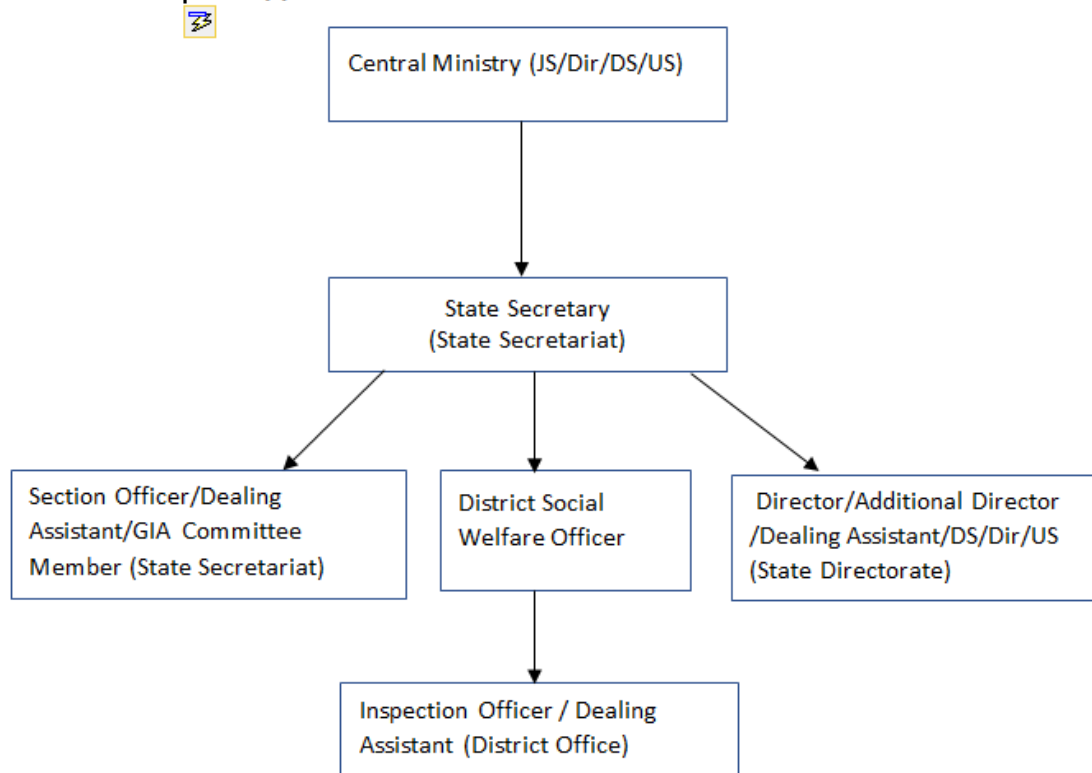 Central Ministry (JS/Dir/DS/US)
State Secretary
(State Secretariat)
Section Officer/Dealing
Assistant/GIA Committee
Member (State Secretariat)
District Social
Welfare Officer
Director/Additional Director
/Dealing Assistant/DS/Dir/US
(State Directorate)
Inspection Officer / Dealing
Assistant (District Office)